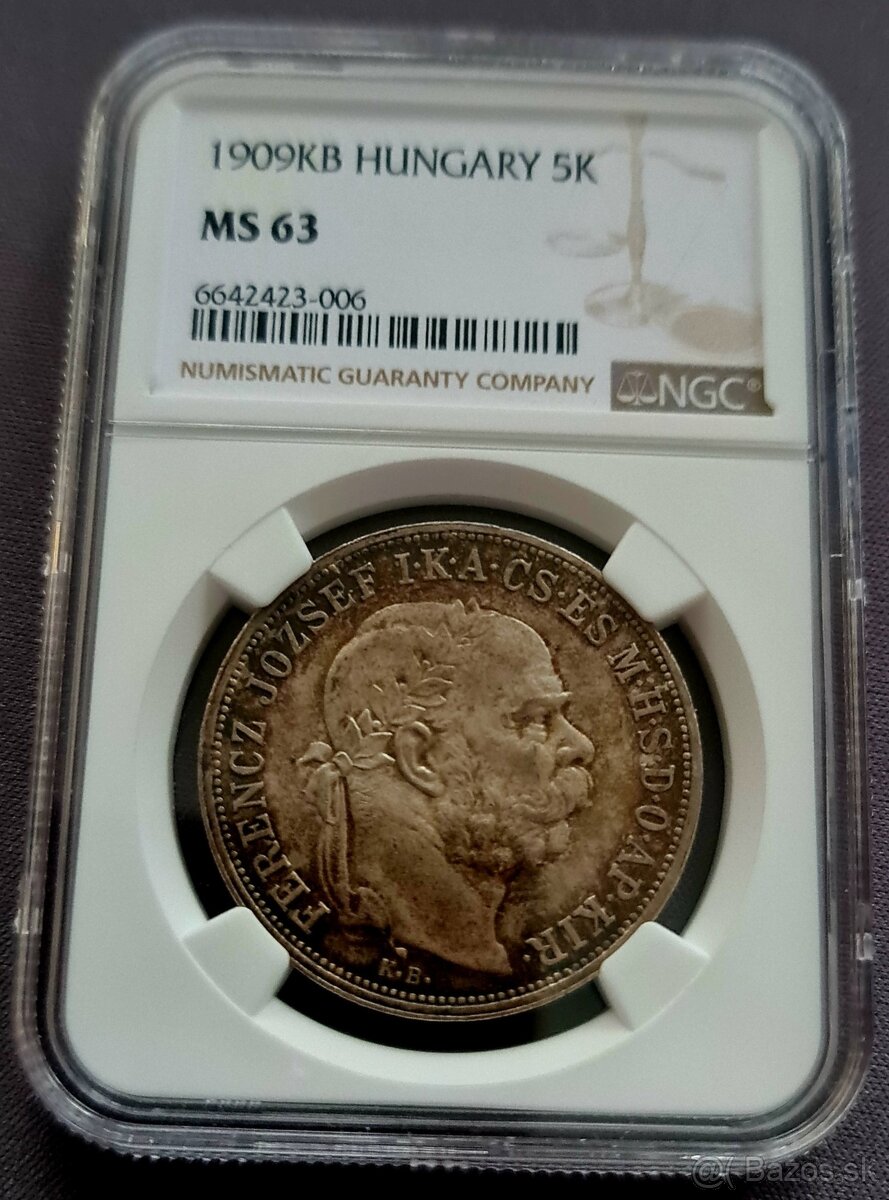 1909KB HUNGARY 5K
MS 63
6642423-006
NUMISMATIC GUARANTY COMPANY
NGC®
FERENCZ JÓZSEF I·K·A·CS·ÉS M·H·S·D·O·AP·KIR·
K·B·
@( Bazos.sk